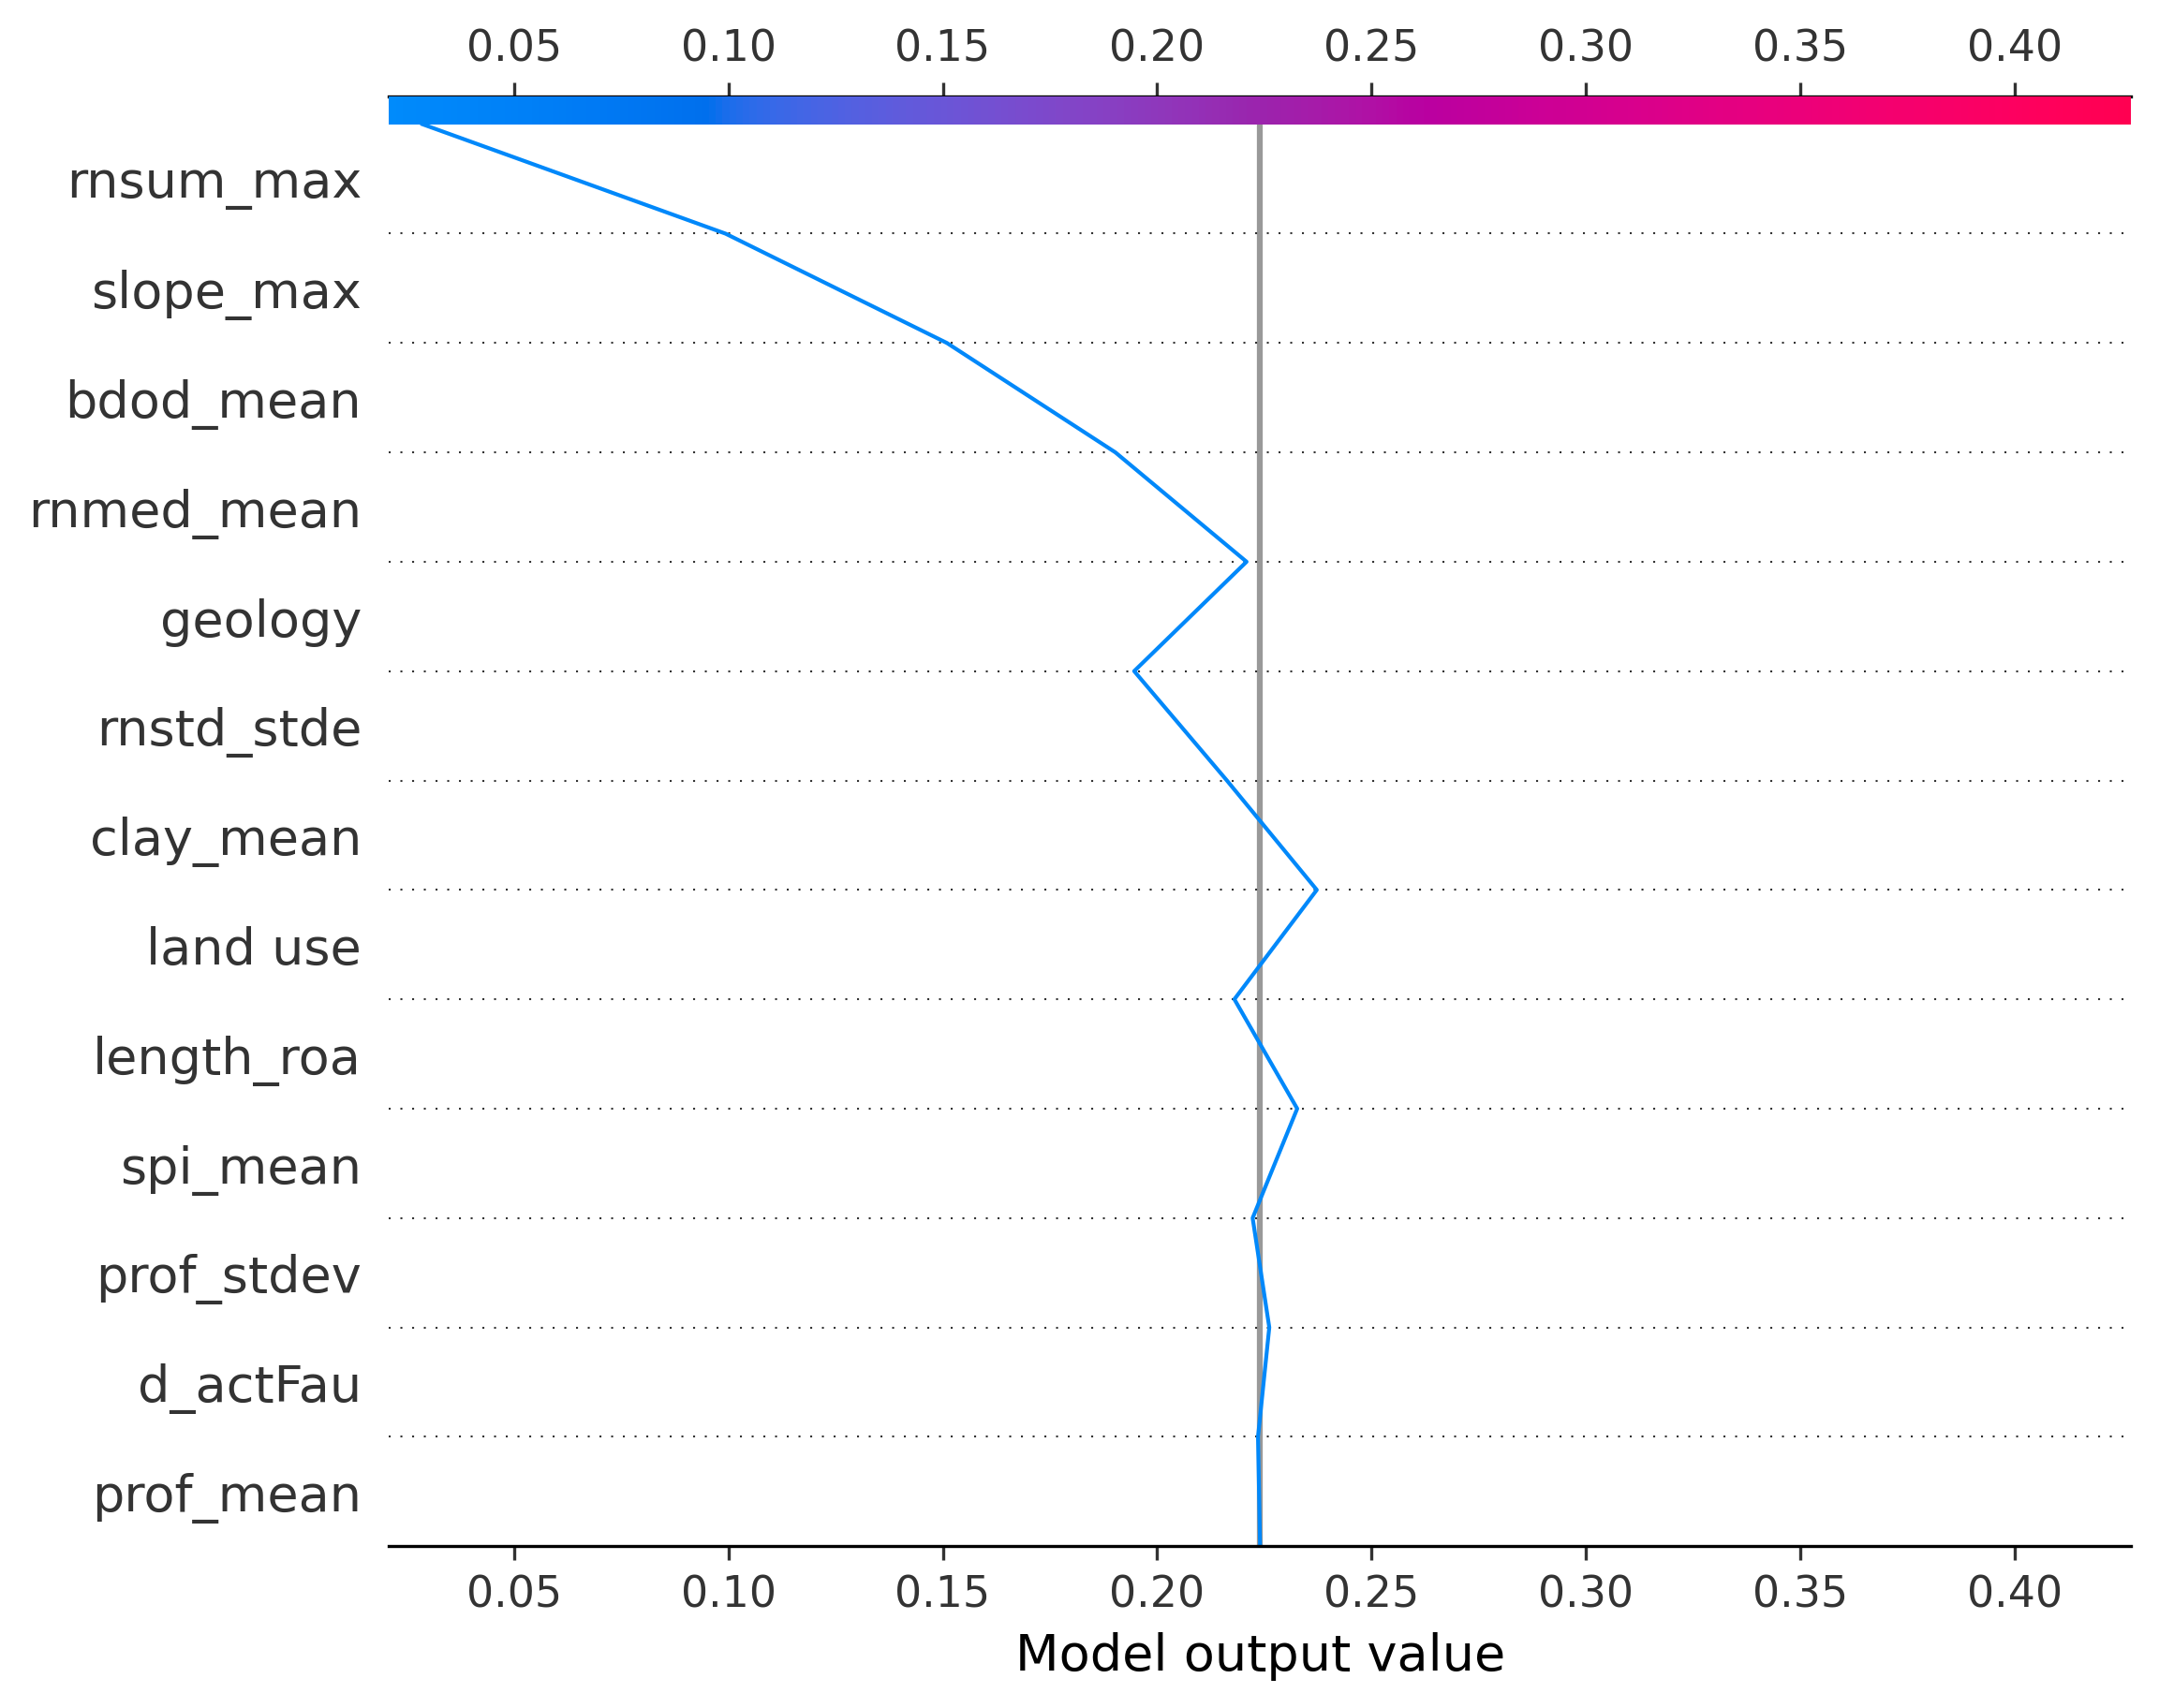 0.05 0.10 0.15 0.20 0.25 0.30 0.35 0.40
rnsum_max
slope_max
bdod_mean
rnmed_mean
geology
rnstd_stde
clay_mean
land use
length_roa
spi_mean
prof_stdev
d_actFau
prof_mean
0.05 0.10 0.15 0.20 0.25 0.30 0.35 0.40
Model output value